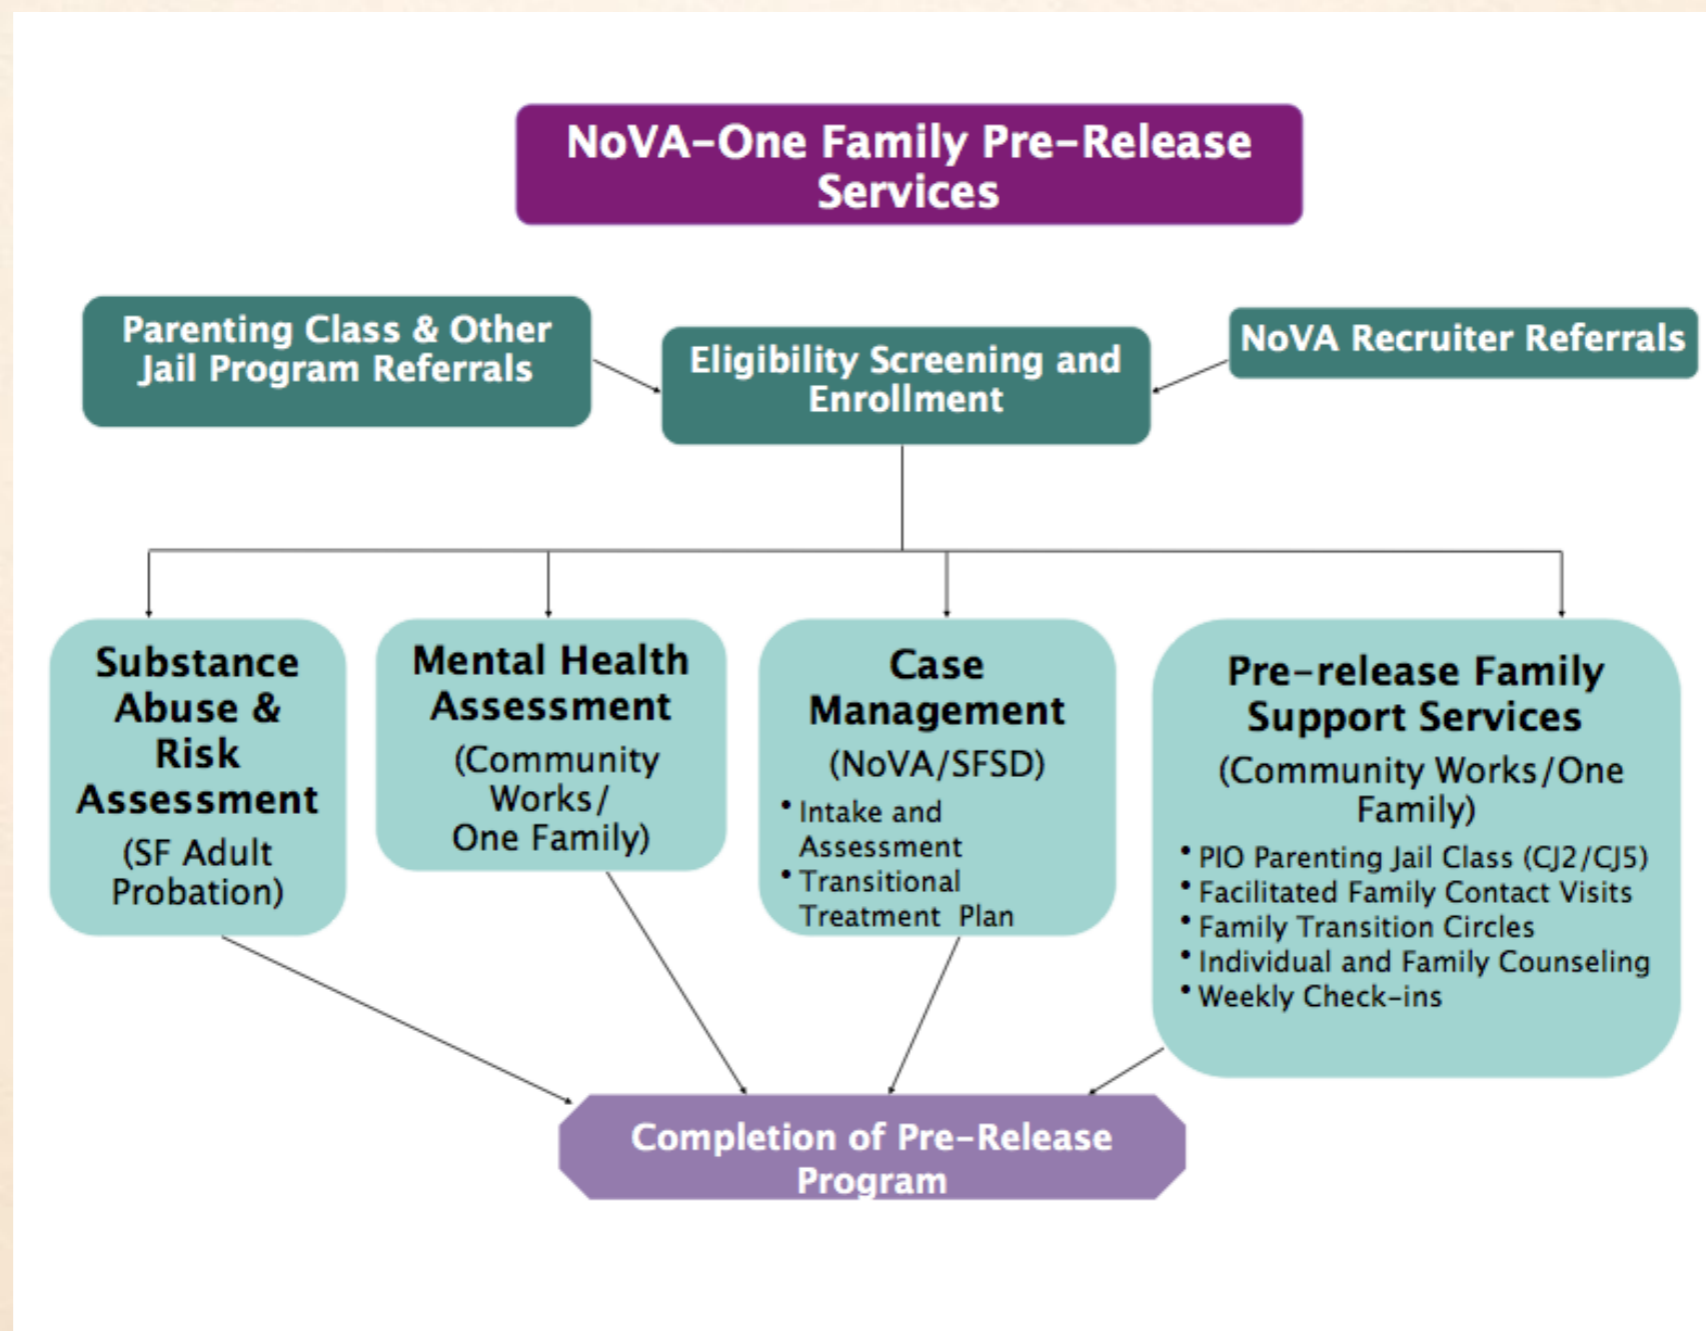 NoVA-One Family Pre-Release
Services
Parenting Class & Other
Jail Program Referrals
Eligibility Screening and
Enrollment
NoVA Recruiter Referrals
Substance
Abuse &
Risk
Assessment
(SF Adult
Probation)
Mental Health
Assessment
(Community
Works/
One Family)
Case
Management
(NoVA/SFSD)
• Intake and
Assessment
• Transitional
Treatment Plan
Pre-release Family
Support Services
(Community Works/One
Family)
• PIO Parenting Jail Class (CJ2/CJ5)
• Facilitated Family Contact Visits
• Family Transition Circles
• Individual and Family Counseling
• Weekly Check-ins
Completion of Pre-Release
Program